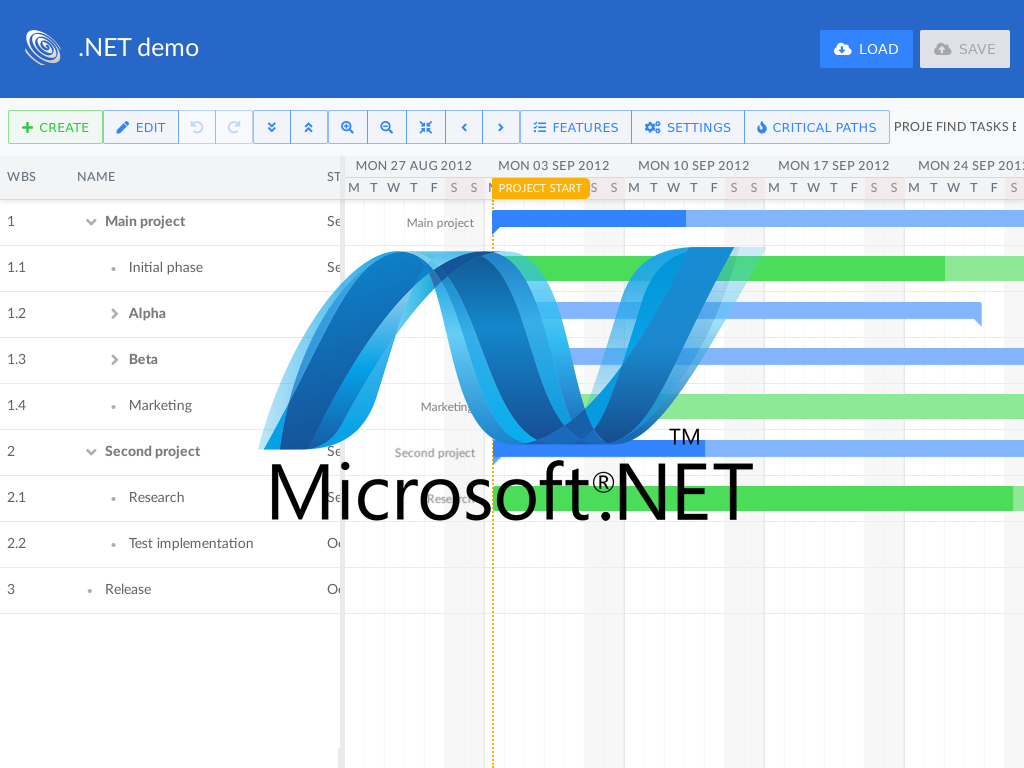 .NET demo
LOAD
SAVE
CREATE
EDIT
FEATURES
SETTINGS
CRITICAL PATHS
PROJE FIND TASKS
WBS NAME ST
MON 27 AUG 2012 MON 03 SEP 2012 MON 10 SEP 2012 MON 17 SEP 2012 MON 24 SEP 2012
M T W T F S S PROJECT START S S M T W T F S S M T W T F S S M T W T F S
1 Main project Se Main project
1.1 Initial phase Se
1.2 Alpha Se
1.3 Beta
1.4 Marketing Marketing
TM
2 Second project Se Second project
Microsoft®.NET
2.1 Research Se Research
2.2 Test implementation Oc
3 Release Oc